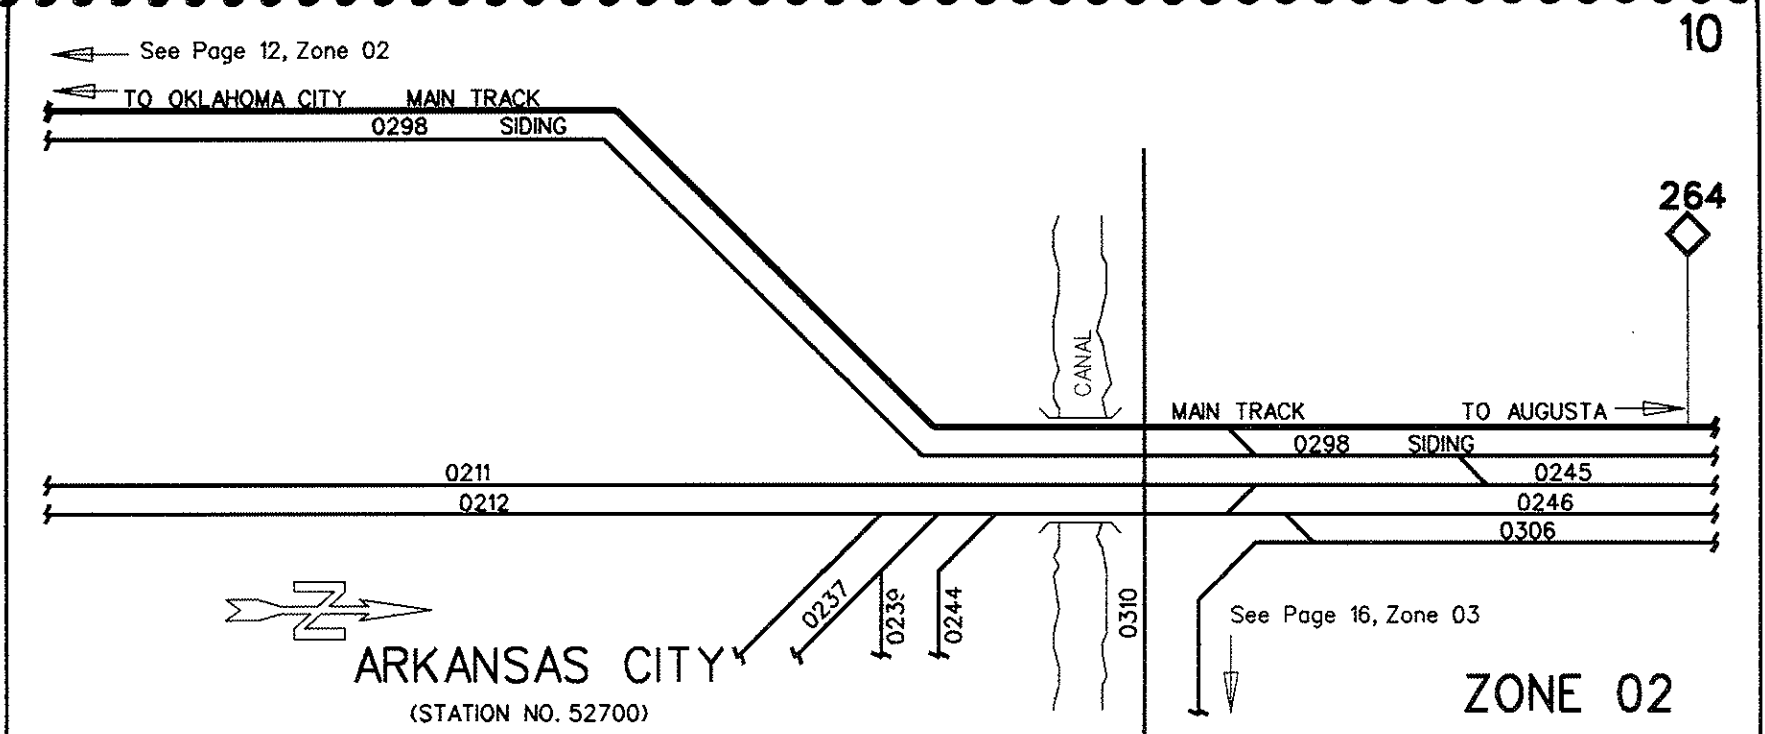 10
See Page 12, Zone 02
TO OKLAHOMA CITY MAIN TRACK
0298 SIDING
264
CANAL
MAIN TRACK TO AUGUSTA
0298 SIDING
0211 0245
0212 0246
0306
0237
0239
0244
0310
See Page 16, Zone 03
N
ARKANSAS CITY
(STATION NO. 52700)
ZONE 02